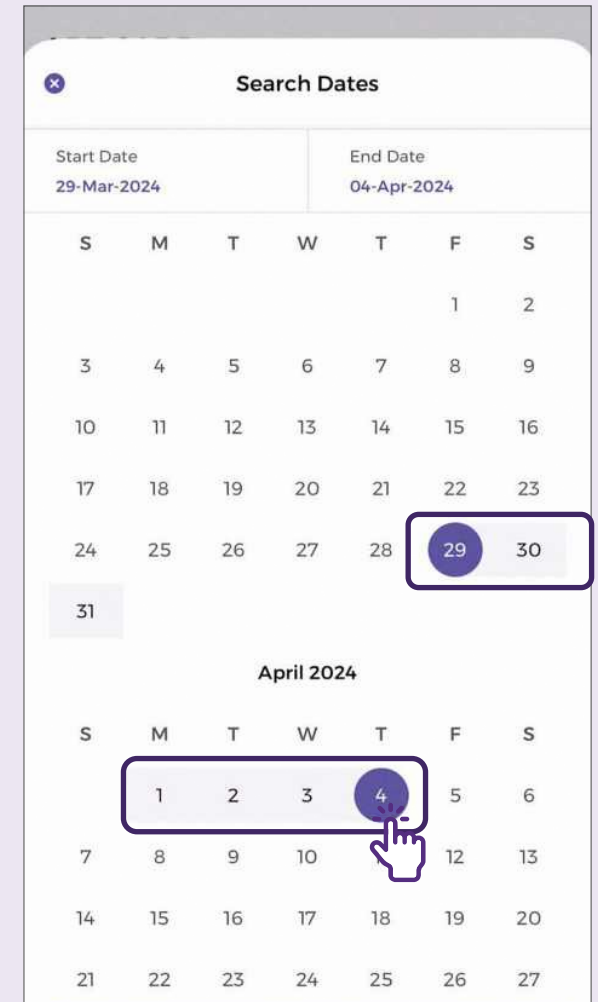 Search Dates
Start Date End Date
29-Mar-2024 04-Apr-2024
S M T W T F S
1 2
3 4 5 6 7 8 9
10 11 12 13 14 15 16
17 18 19 20 21 22 23
24 25 26 27 28 29 30
31
April 2024
S M T W T F S
1 2 3 4 5 6
7 8 9 10 12 13
14 15 16 17 18 19 20
21 22 23 24 25 26 27